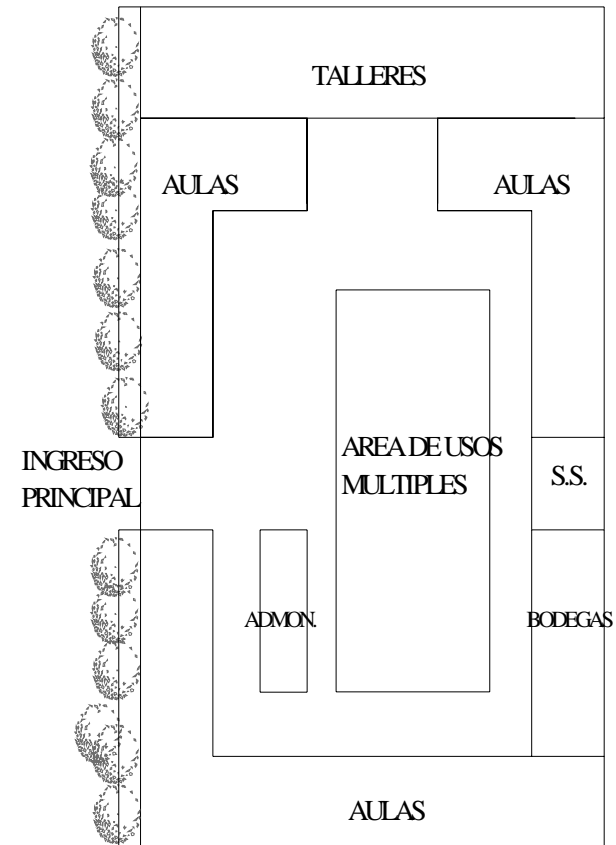 TALLERES
AULAS
AULAS
INGRESO
PRINCIPAL
AREA DE USOS
MULTIPLES
S.S.
ADMON.
BODEGAS
AULAS